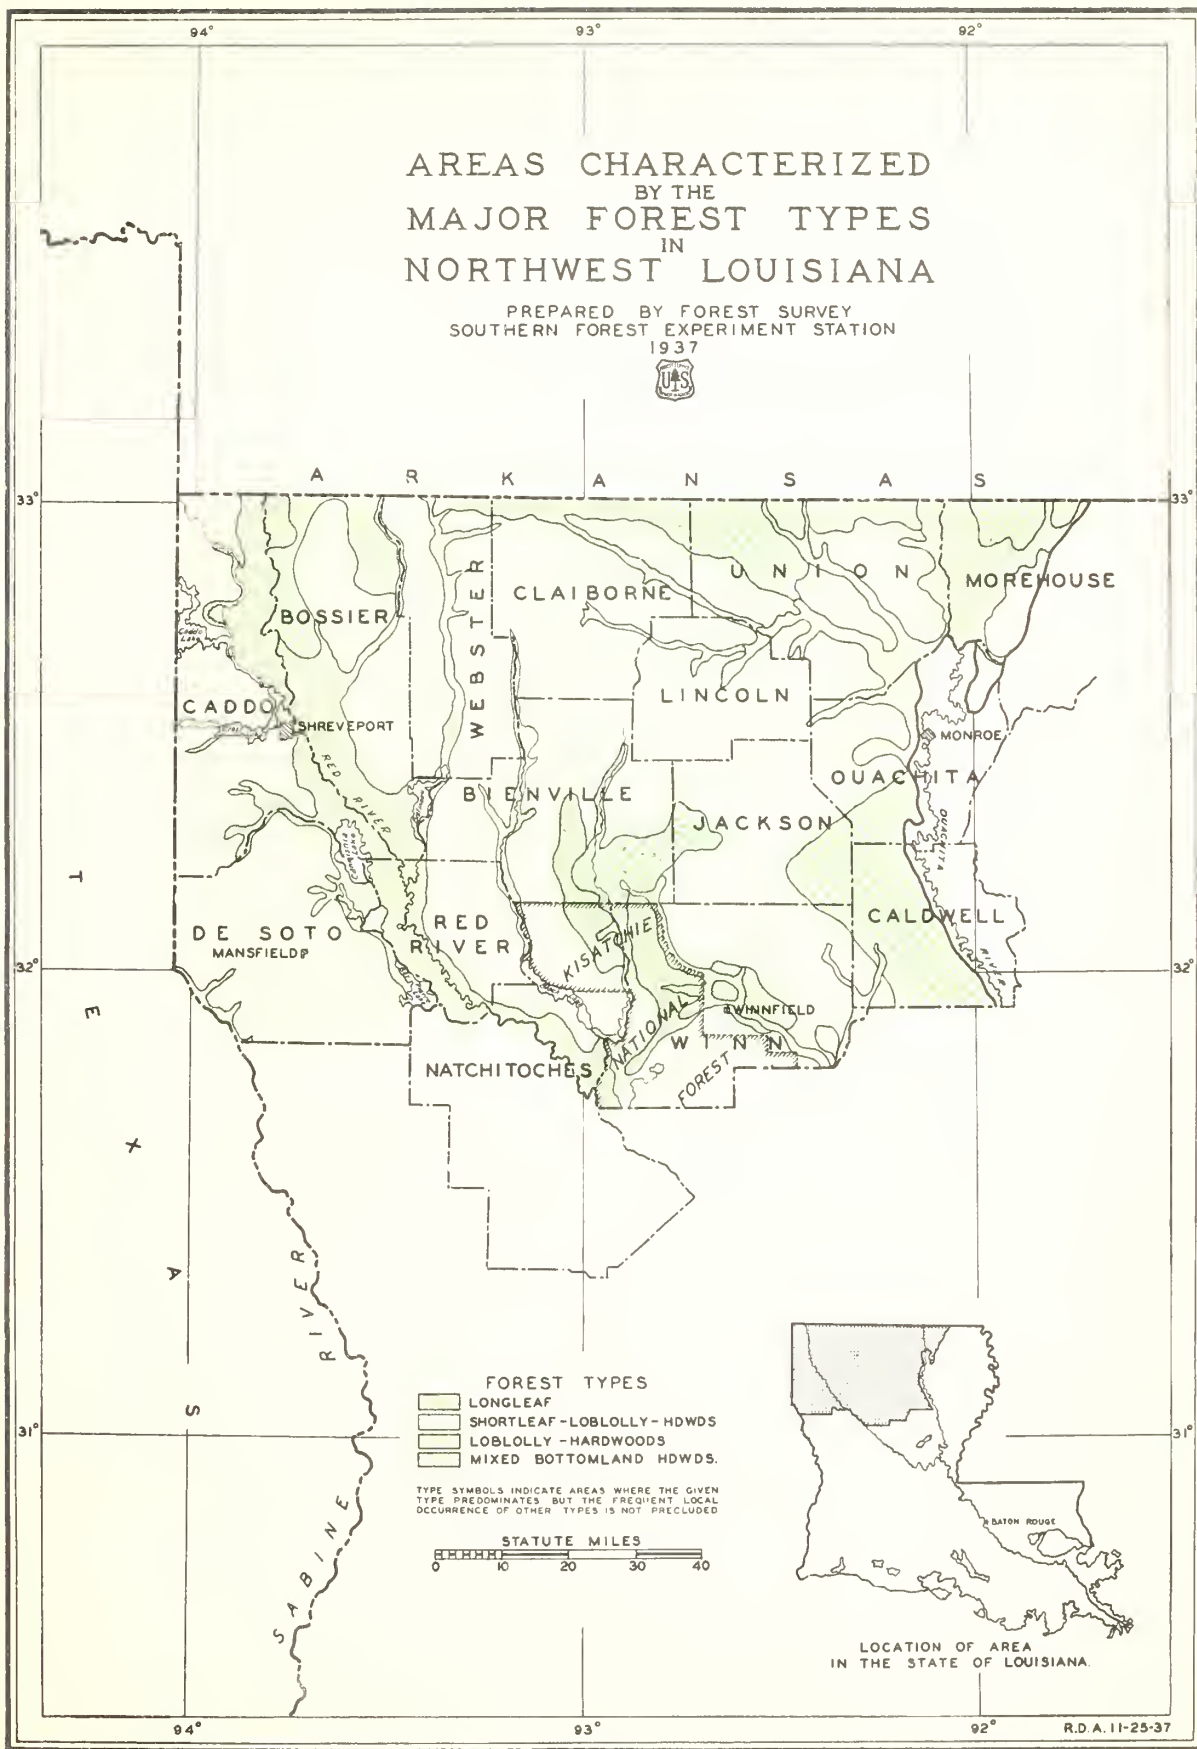 94°
93°
92°
AREAS CHARACTERIZED
BY THE
MAJOR FOREST TYPES
IN
NORTHWEST LOUISIANA
PREPARED BY FOREST SURVEY
SOUTHERN FOREST EXPERIMENT STATION
1937
U S
ARKANSAS
33°
33°
UNION
MOREHOUSE
CLAIBORNE
BOSSIER
WEBSTER
Caddo Lake
CADDO
LINCOLN
SHREVEPORT
MONROE
RED RIVER
OUACHITA
BIENVILLE
JACKSON
OUACHITA
RIVER
TEXAS
CALDWELL
DE SOTO
MANSFIELD
RED
RIVER
KISATCHIE
NATIONAL
FOREST
32°
32°
WINNFIELD
WINN
NATCHITOCHES
SABINE RIVER
FOREST TYPES
LONGLEAF
SHORTLEAF-LOBLOLLY-HDWDS
LOBLOLLY-HARDWOODS
MIXED BOTTOMLAND HDWDS.
31°
31°
TYPE SYMBOLS INDICATE AREAS WHERE THE GIVEN
TYPE PREDOMINATES BUT THE FREQUENT LOCAL
OCCURRENCE OF OTHER TYPES IS NOT PRECLUDED
STATUTE MILES
0 10 20 30 40
BATON ROUGE
LOCATION OF AREA
IN THE STATE OF LOUISIANA.
94°
93°
92°
R.D.A. 11-25-37